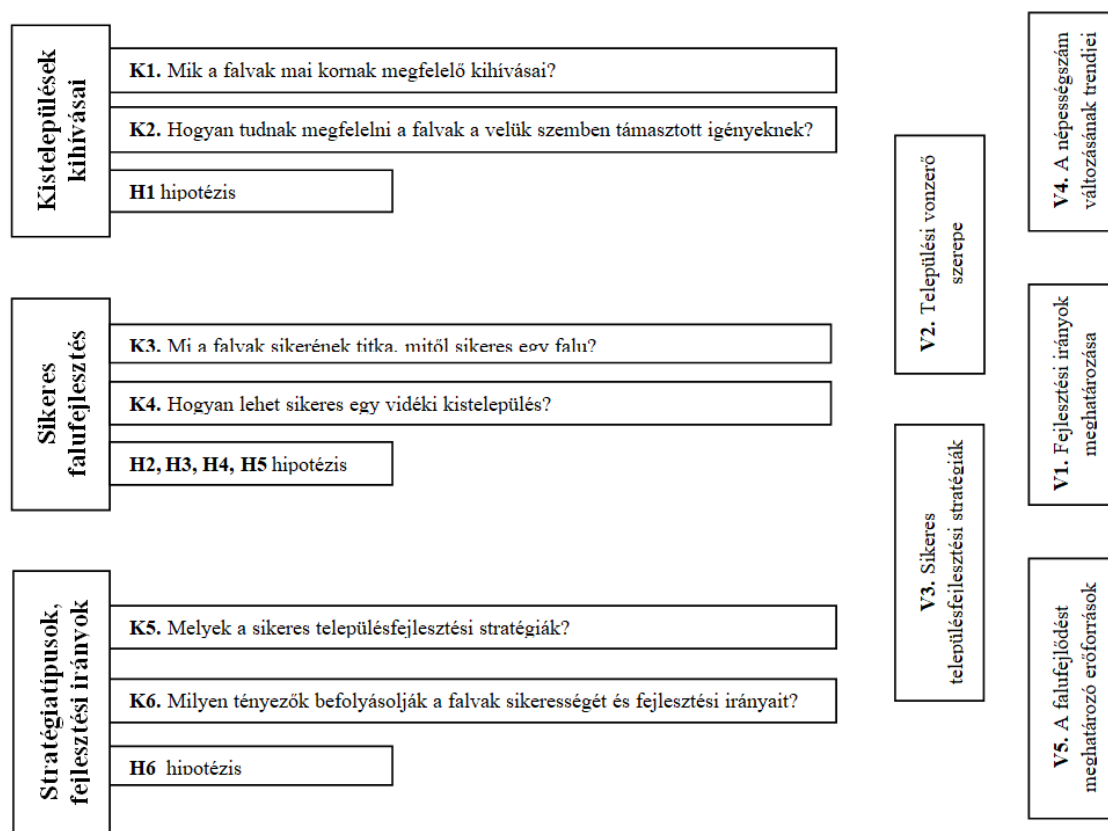 Kistelepülések
kihívásai
K1. Mik a falvak mai kornak megfelelő kihívásai?
K2. Hogyan tudnak megfelelni a falvak a velük szemben támasztott igényeknek?
H1 hipotézis
Sikeres
falufejlesztés
K3. Mi a falvak sikerének titka, mitől sikeres egy falu?
K4. Hogyan lehet sikeres egy vidéki kistelepülés?
H2, H3, H4, H5 hipotézis
Stratégiatípusok,
fejlesztési irányok
K5. Melyek a sikeres településfejlesztési stratégiák?
K6. Milyen tényezők befolyásolják a falvak sikerességét és fejlesztési irányait?
H6 hipotézis
V2. Települési vonzerő
szerepe
V3. Sikeres
településfejlesztési stratégiák
V4. A népességszám
változásának trendjei
V1. Fejlesztési irányok
meghatározása
V5. A falufejlődést
meghatározó erőforrások